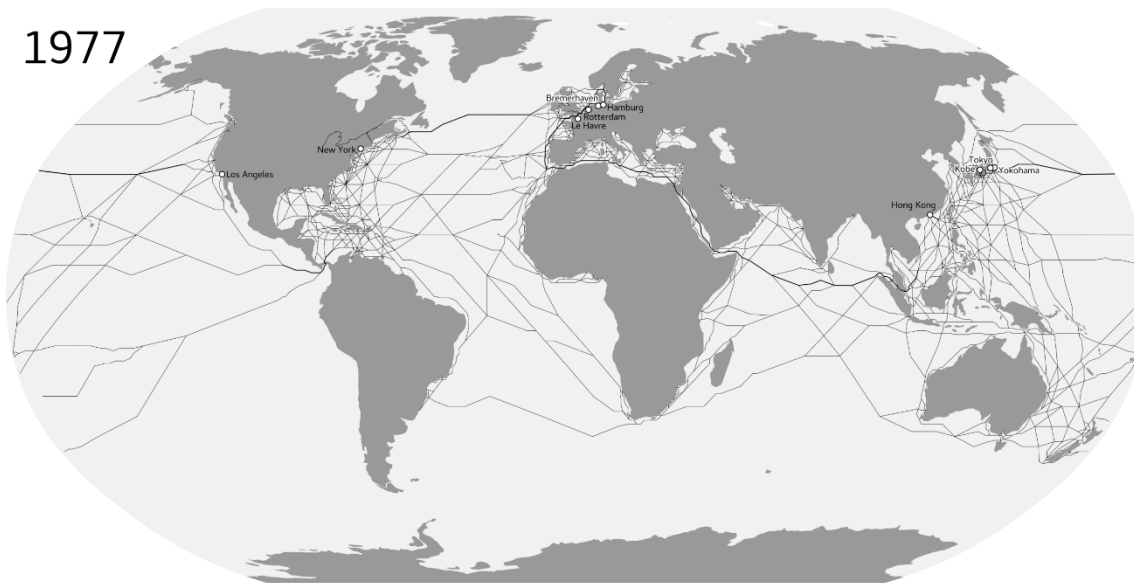 1977
Bremerhaven
Hamburg
Rotterdam
Le Havre
New York
Los Angeles
Tokyo
Kobe
Yokohama
Hong Kong